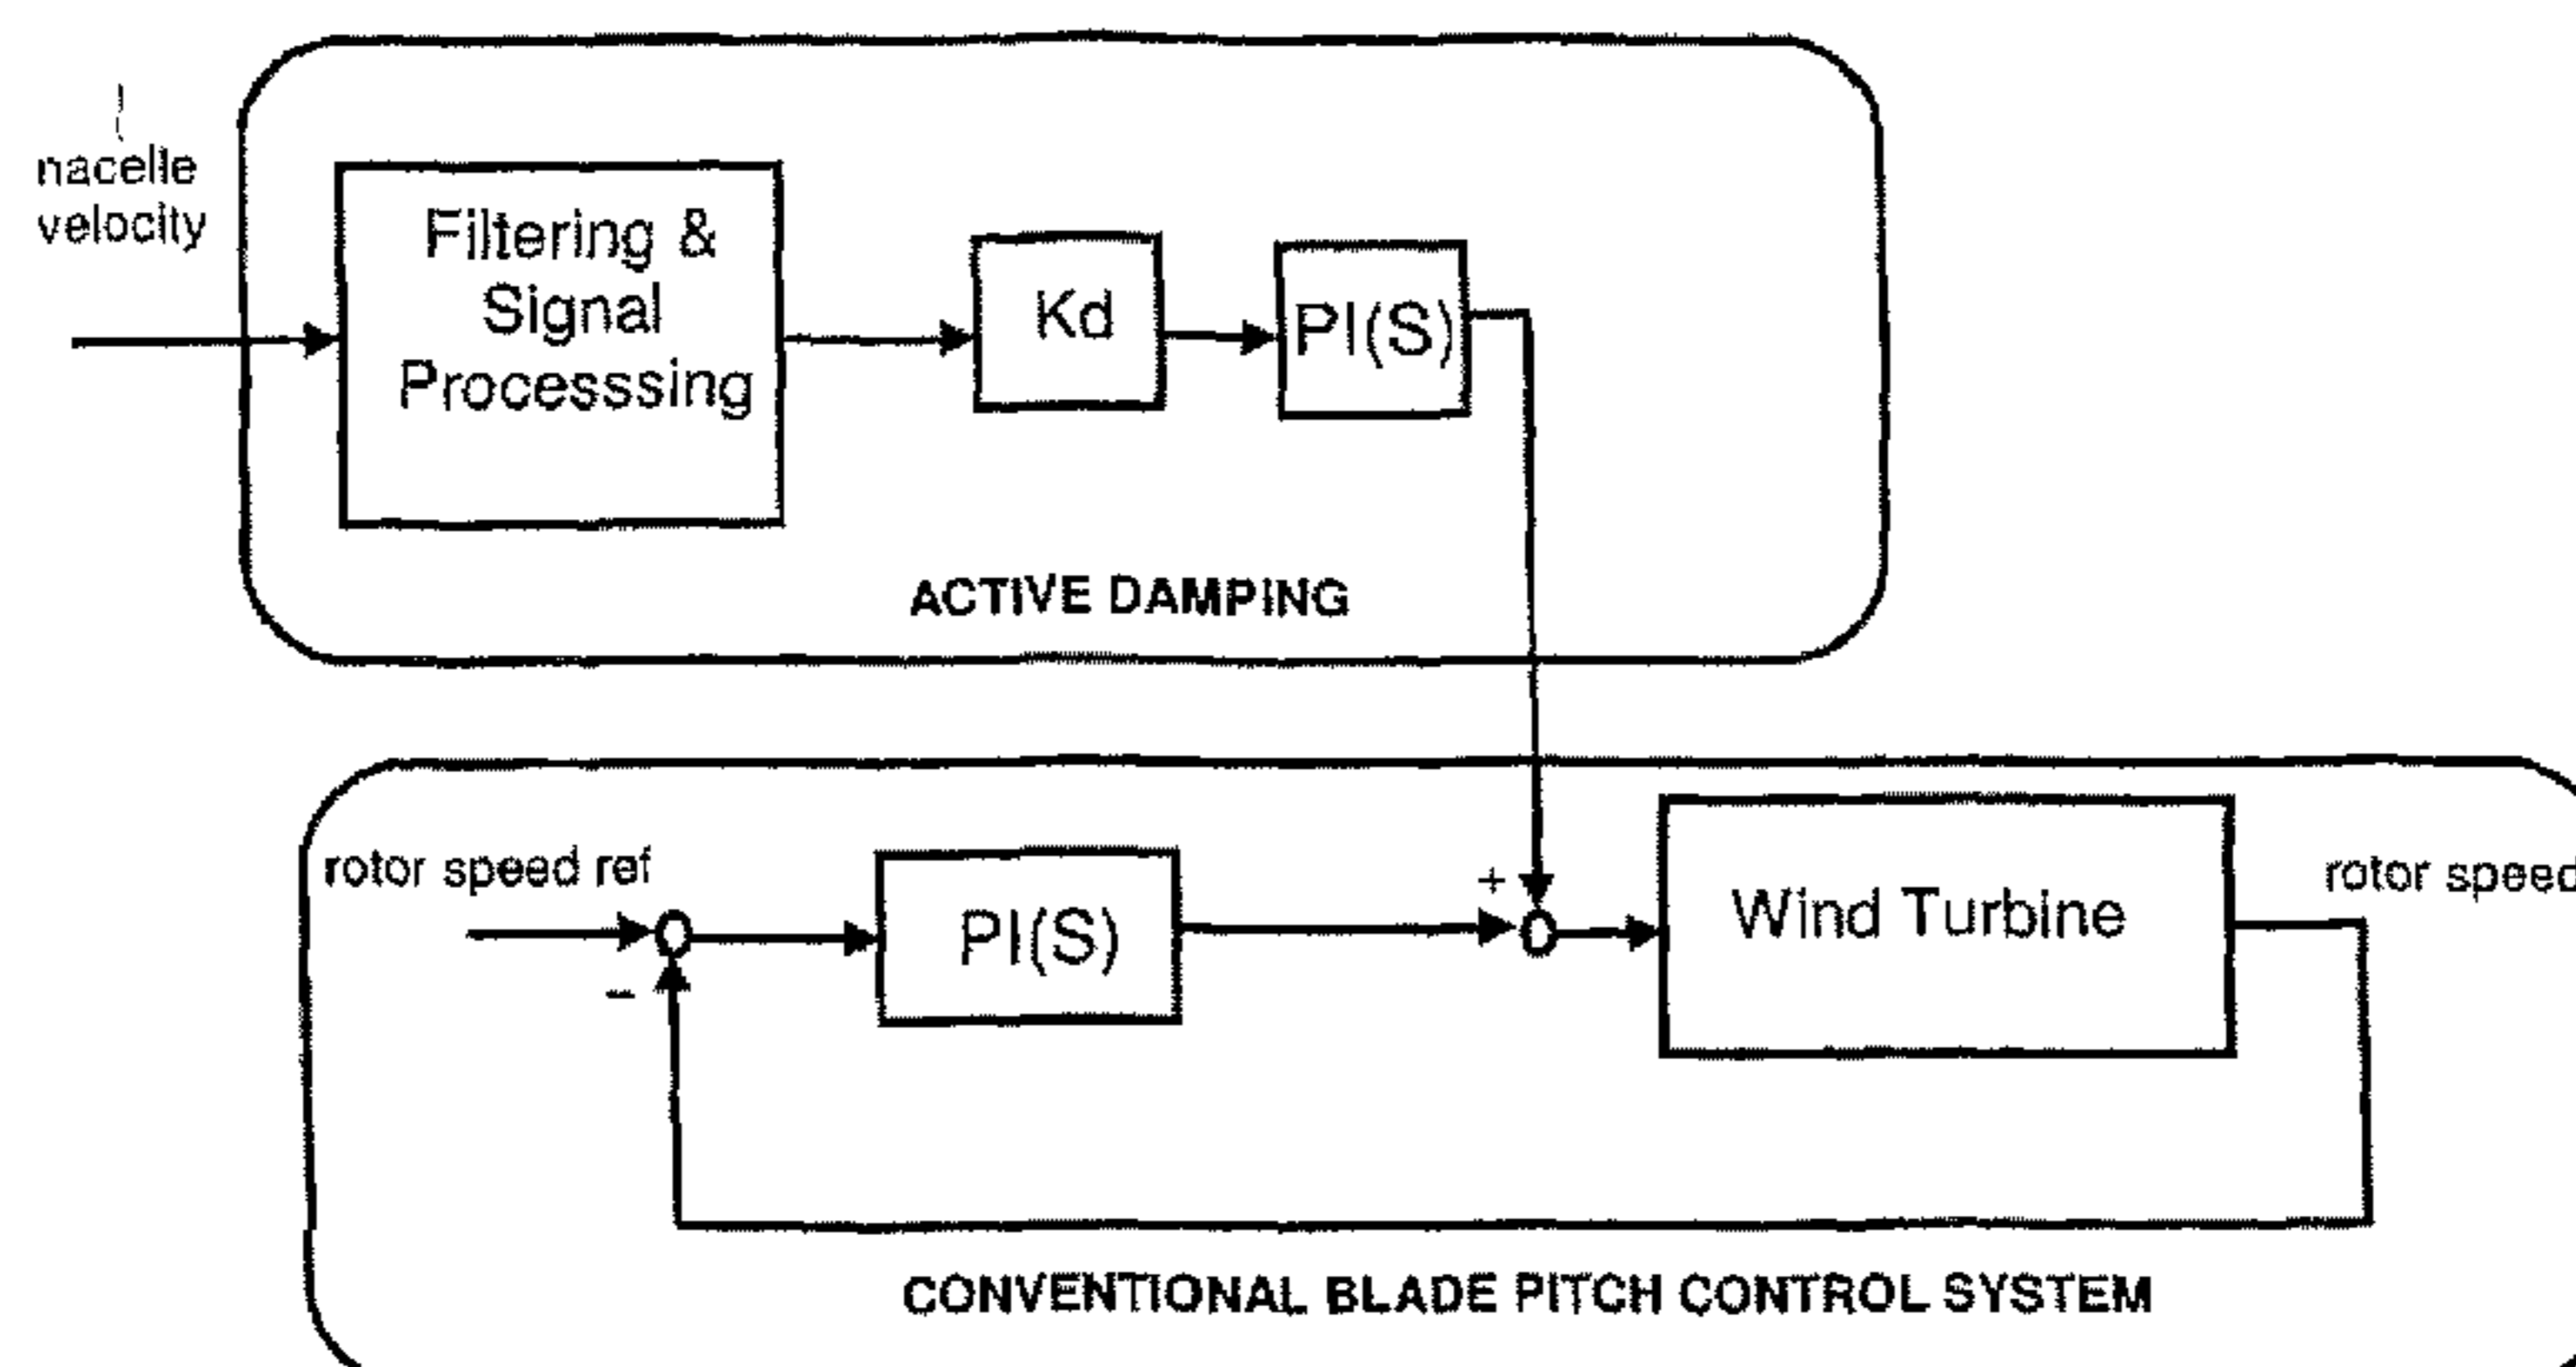 nacelle
velocity
Filtering &
Signal
Processsing
Kd
PI(S)
ACTIVE DAMPING
rotor speed ref
+
−
PI(S)
Wind Turbine
rotor speed
CONVENTIONAL BLADE PITCH CONTROL SYSTEM